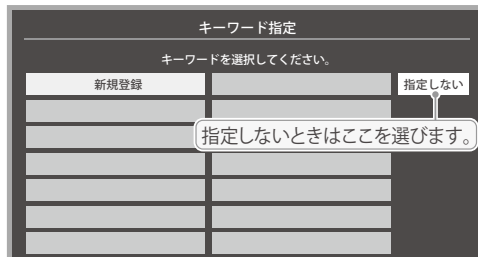 キーワード指定
キーワードを選択してください。
新規登録
指定しない
指定しないときはここを選びます。